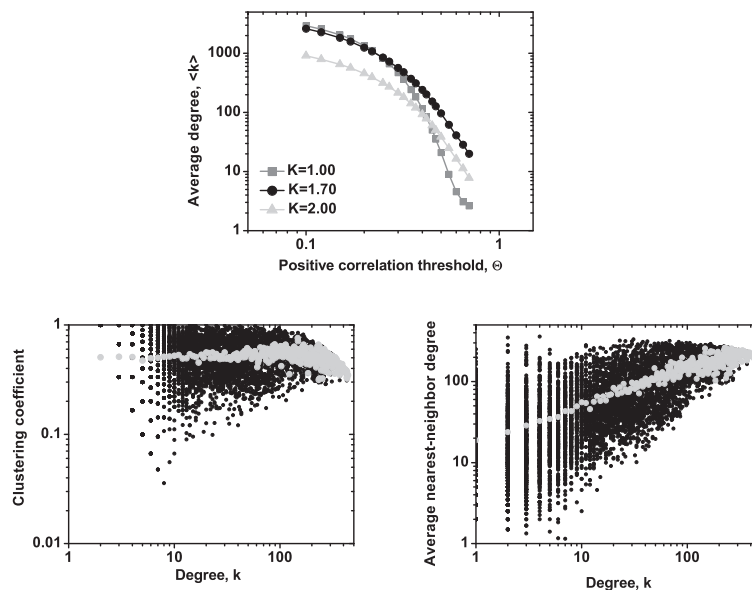 Average degree, <k>
1000
100
10
1
K=1.00
K=1.70
K=2.00
0.1
1
Positive correlation threshold, Θ
Clustering coefficient
1
0.1
0.01
1
10
100
Degree, k
Average nearest-neighbor degree
100
10
1
1
10
100
Degree, k